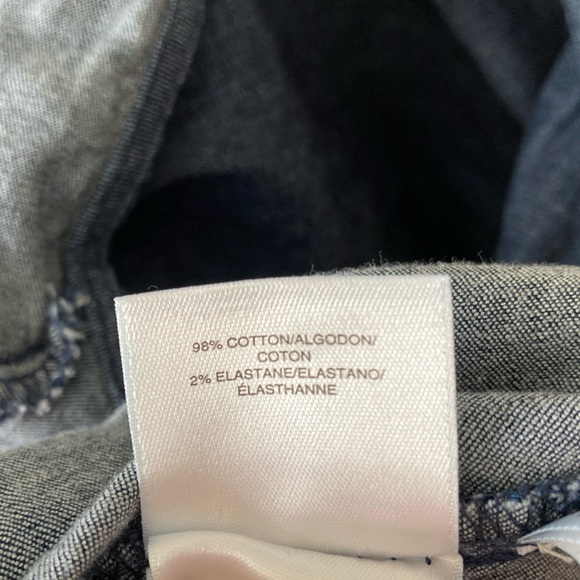 98% COTTON/ALGODON/
COTON
2% ELASTANE/ELASTANO/
ÉLASTHANNE